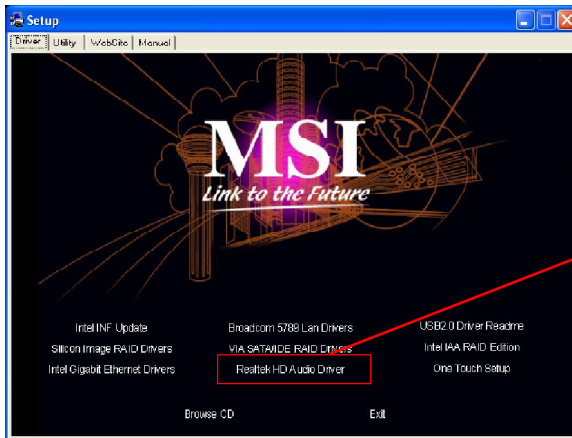 Setup
Driver Utility WebSite Manual
MSI
Link to the Future
Intel INF Update Broadcom 5789 Lan Drivers USB2.0 Driver Readme
Silicon Image RAID Drivers VIA SATA/IDE RAID Drivers Intel IAA RAID Edition
Intel Gigabit Ethernet Drivers Realtek HD Audio Driver One Touch Setup
Browse CD Exit